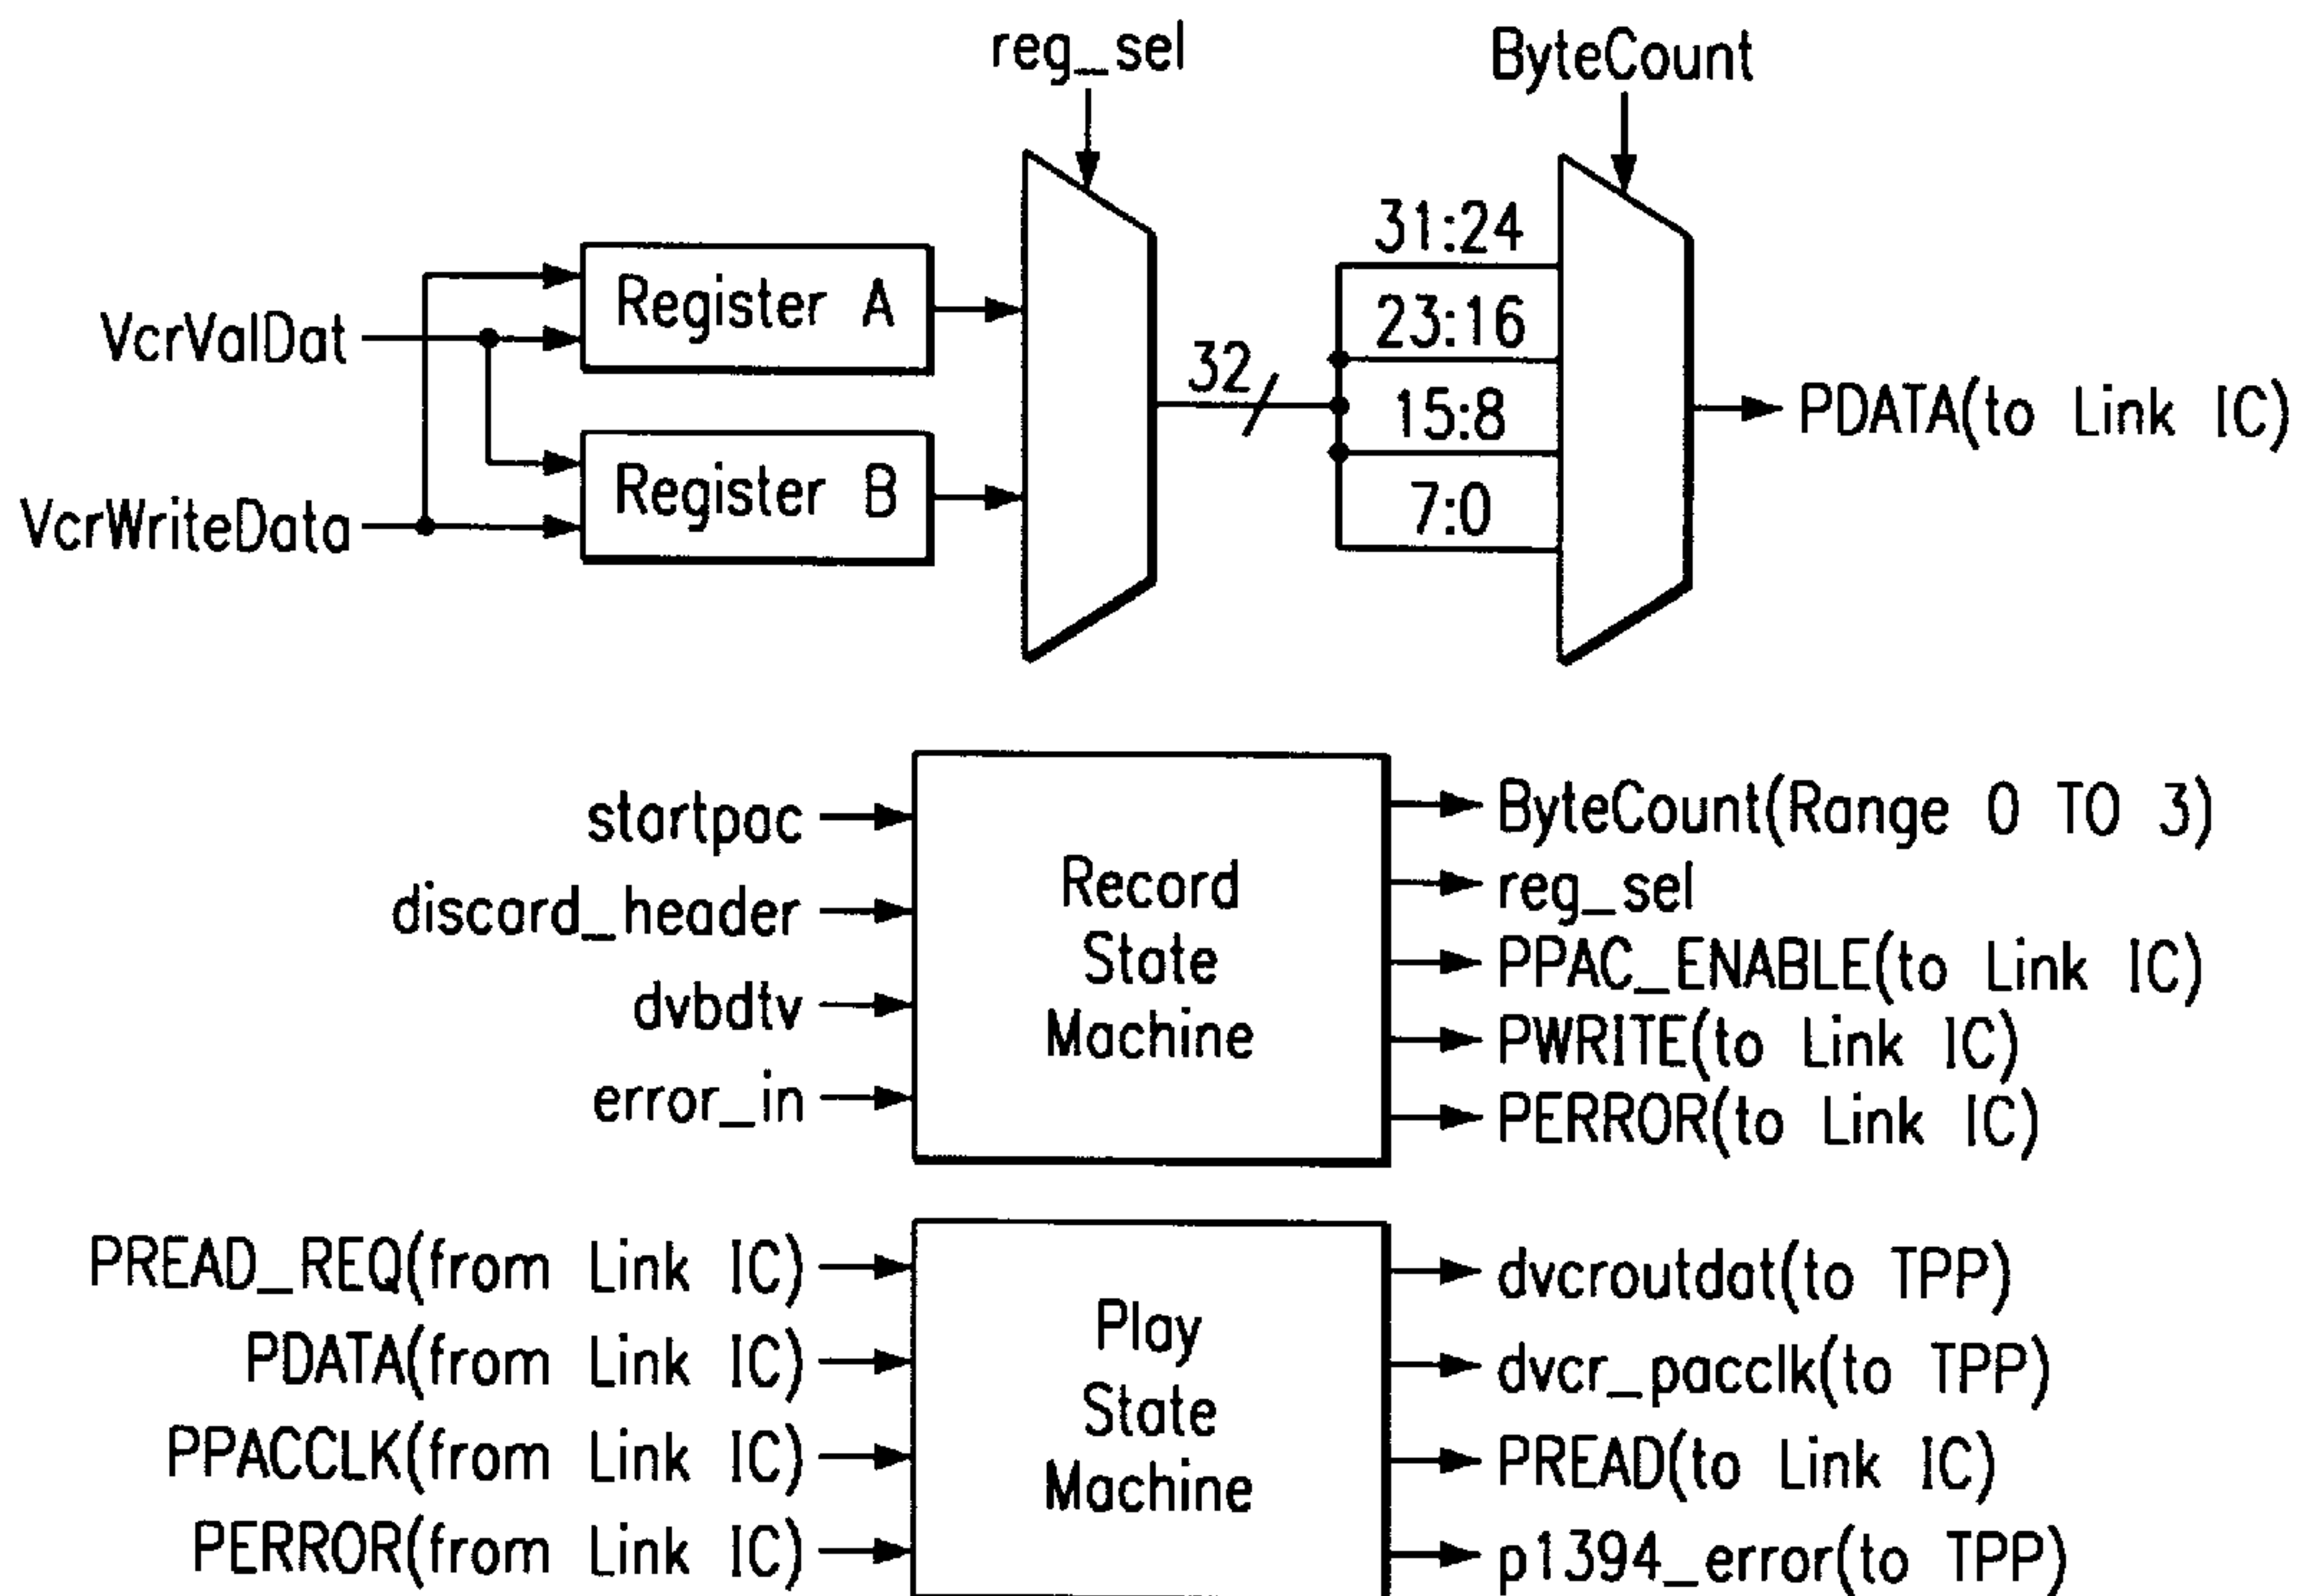 reg_sel
ByteCount
31:24
Register A
23:16
VcrValDat
32
15:8
PDATA(to Link IC)
Register B
7:0
VcrWriteData
startpac
discard_header
dvbdtv
error_in
Record
State
Machine
ByteCount(Range 0 TO 3)
reg_sel
PPAC_ENABLE(to Link IC)
PWRITE(to Link IC)
PERROR(to Link IC)
PREAD_REQ(from Link IC)
PDATA(from Link IC)
PPACCLK(from Link IC)
PERROR(from Link IC)
Play
State
Machine
dvcroutdat(to TPP)
dvcr_pacclk(to TPP)
PREAD(to Link IC)
p1394_error(to TPP)